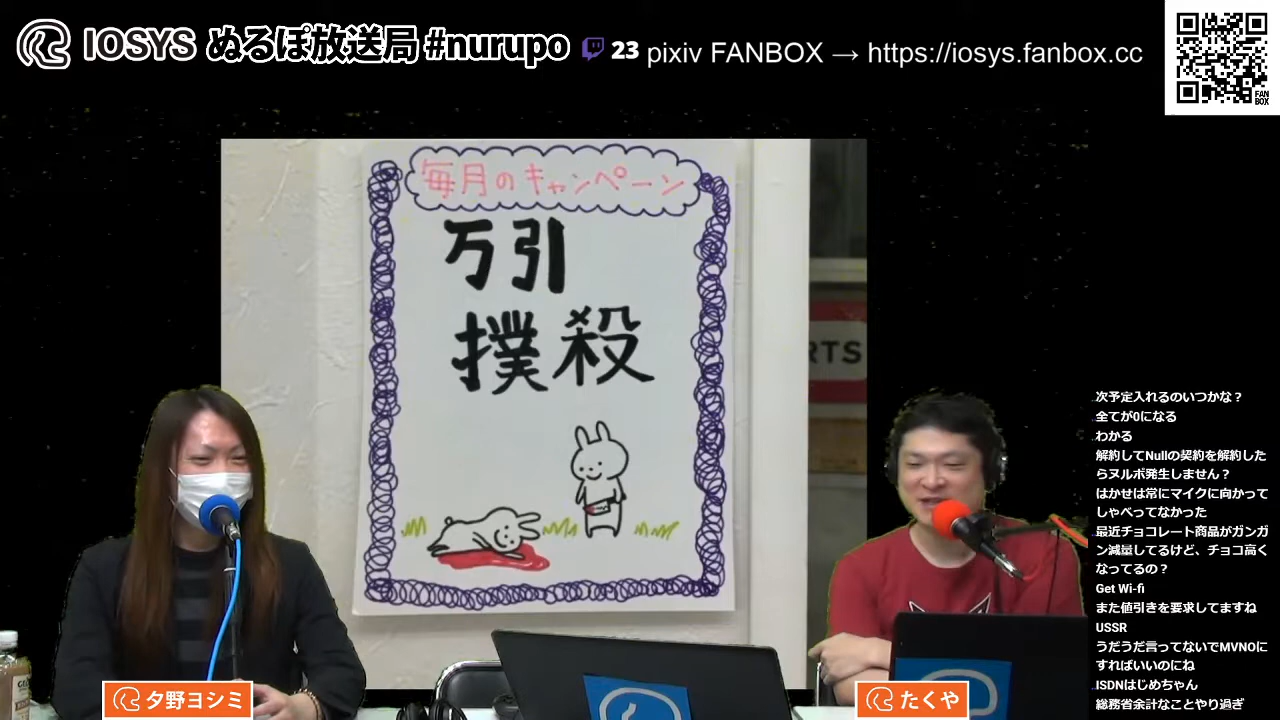 IOSYS ぬるぽ放送局 #nurupo 23 pixiv FANBOX → https://iosys.fanbox.cc
FAN
BOX
毎月のキャンペーン
万引
撲殺
RTS
次予定入れるのいつかな？
全てが0になる
わかる
解約してNullの契約を解約した
らヌルポ発生しません？
はかせは常にマイクに向かって
しゃべってなかった
最近チョコレート商品がガンガ
ン減量してるけど、チョコ高く
なってるの？
Get Wi-fi
また値引きを要求してますね
USSR
うだうだ言ってないでMVNOに
すればいいのにね
ISDNはじめちゃん
総務省余計なことやり過ぎ
夕野ヨシミ
たくや